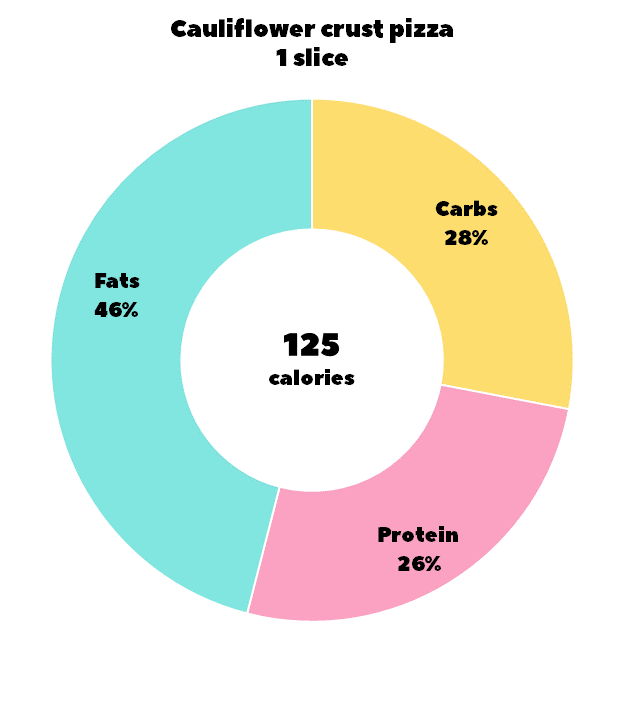 Cauliflower crust pizza
1 slice
Carbs
28%
Fats
46%
125
calories
Protein
26%